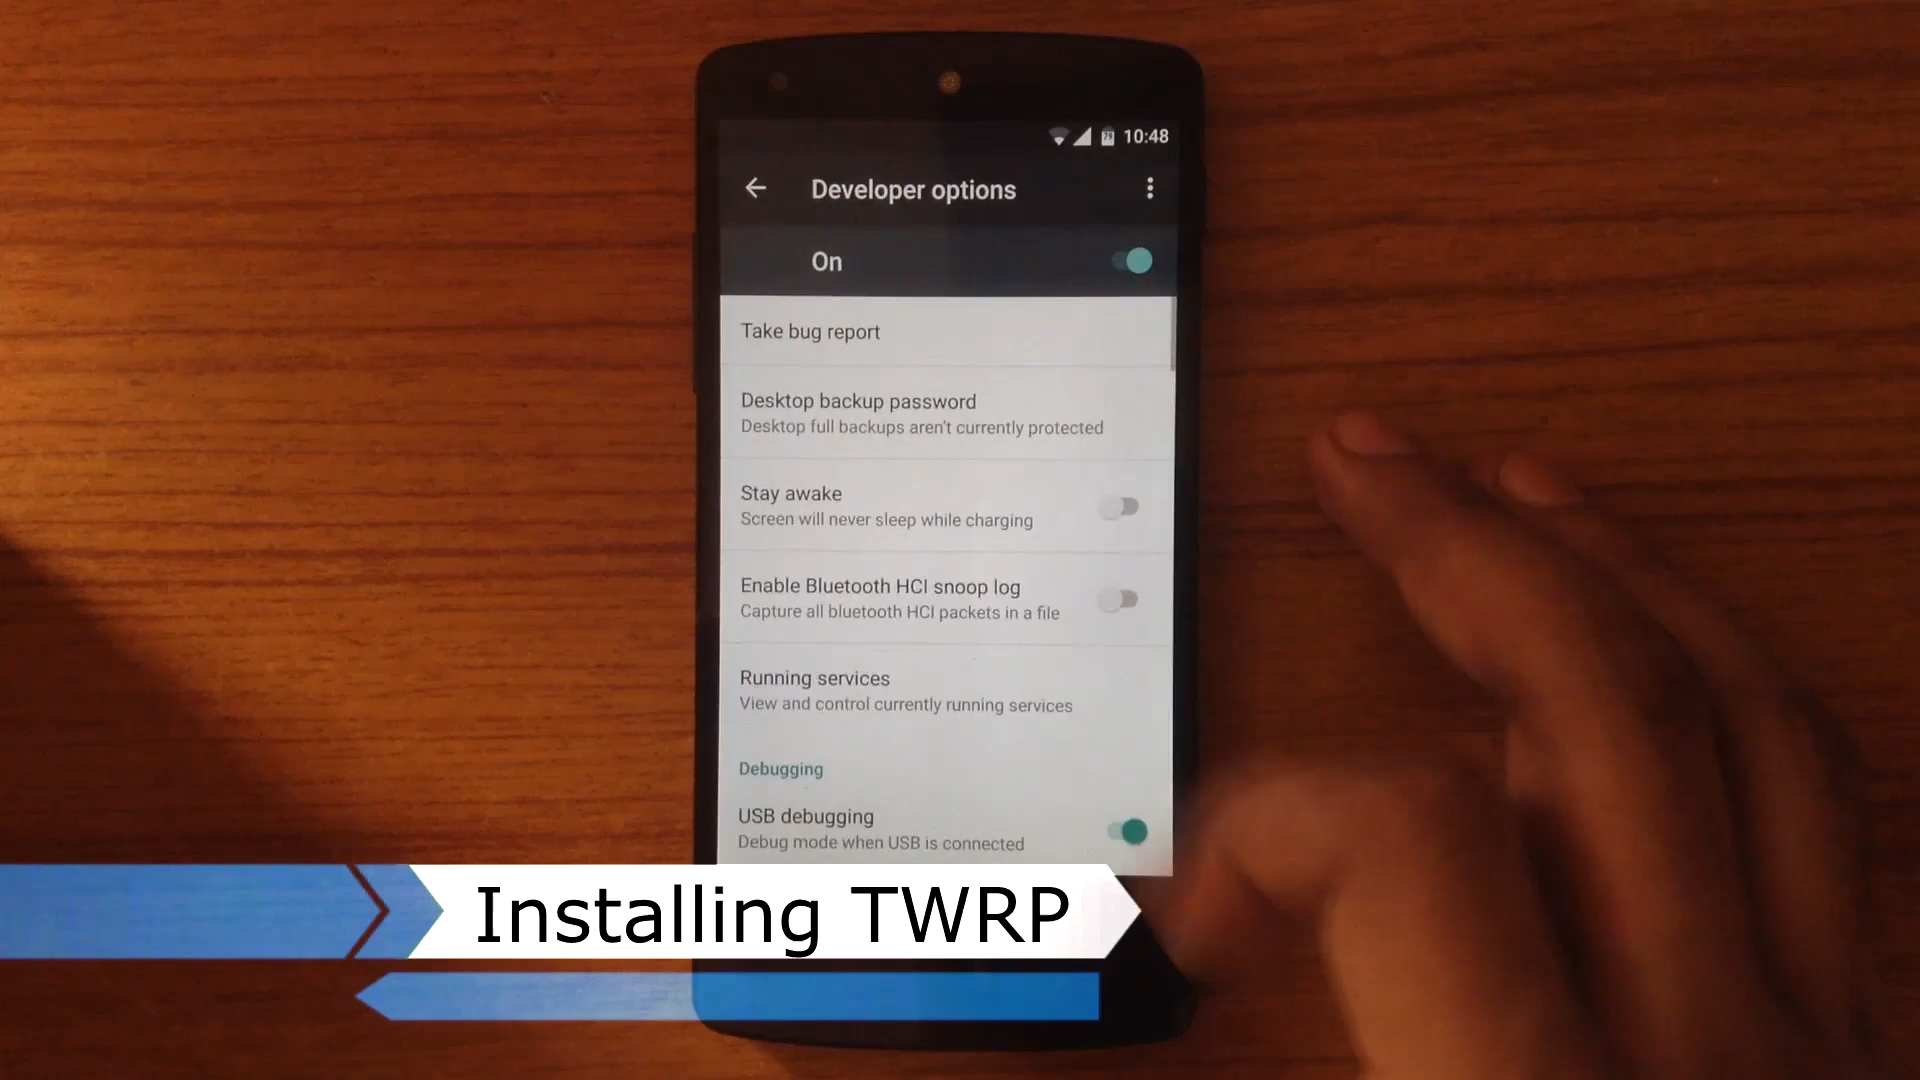 10:48
Developer options
On
Take bug report
Desktop backup password
Desktop full backups aren't currently protected
Stay awake
Screen will never sleep while charging
Enable Bluetooth HCI snoop log
Capture all bluetooth HCI packets in a file
Running services
View and control currently running services
Debugging
USB debugging
Debug mode when USB is connected
Installing TWRP